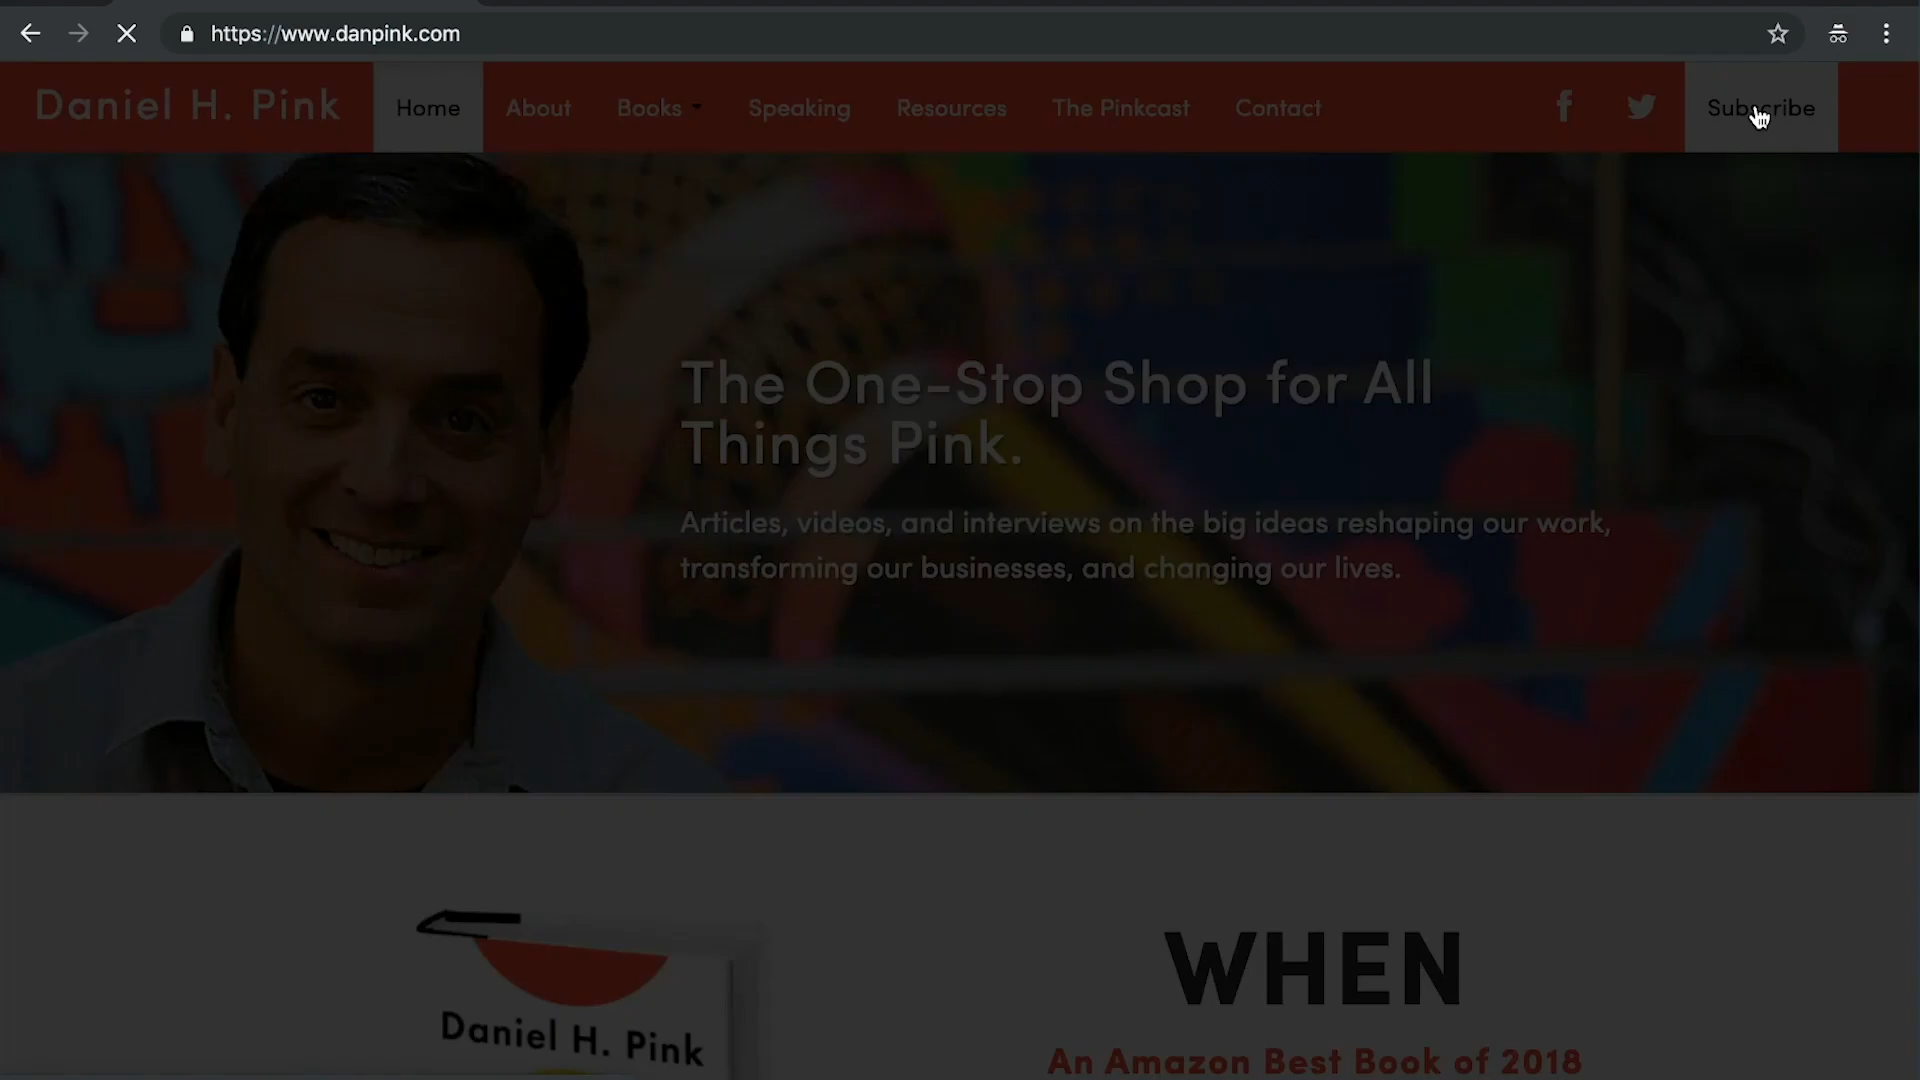 https://www.danpink.com
Daniel H. Pink
Home
About
Books
Speaking
Resources
The Pinkcast
Contact
Subscribe
The One-Stop Shop for All
Things Pink.
Articles, videos, and interviews on the big ideas reshaping our work,
transforming our businesses, and changing our lives.
WHEN
Daniel H. Pink
An Amazon Best Book of 2018